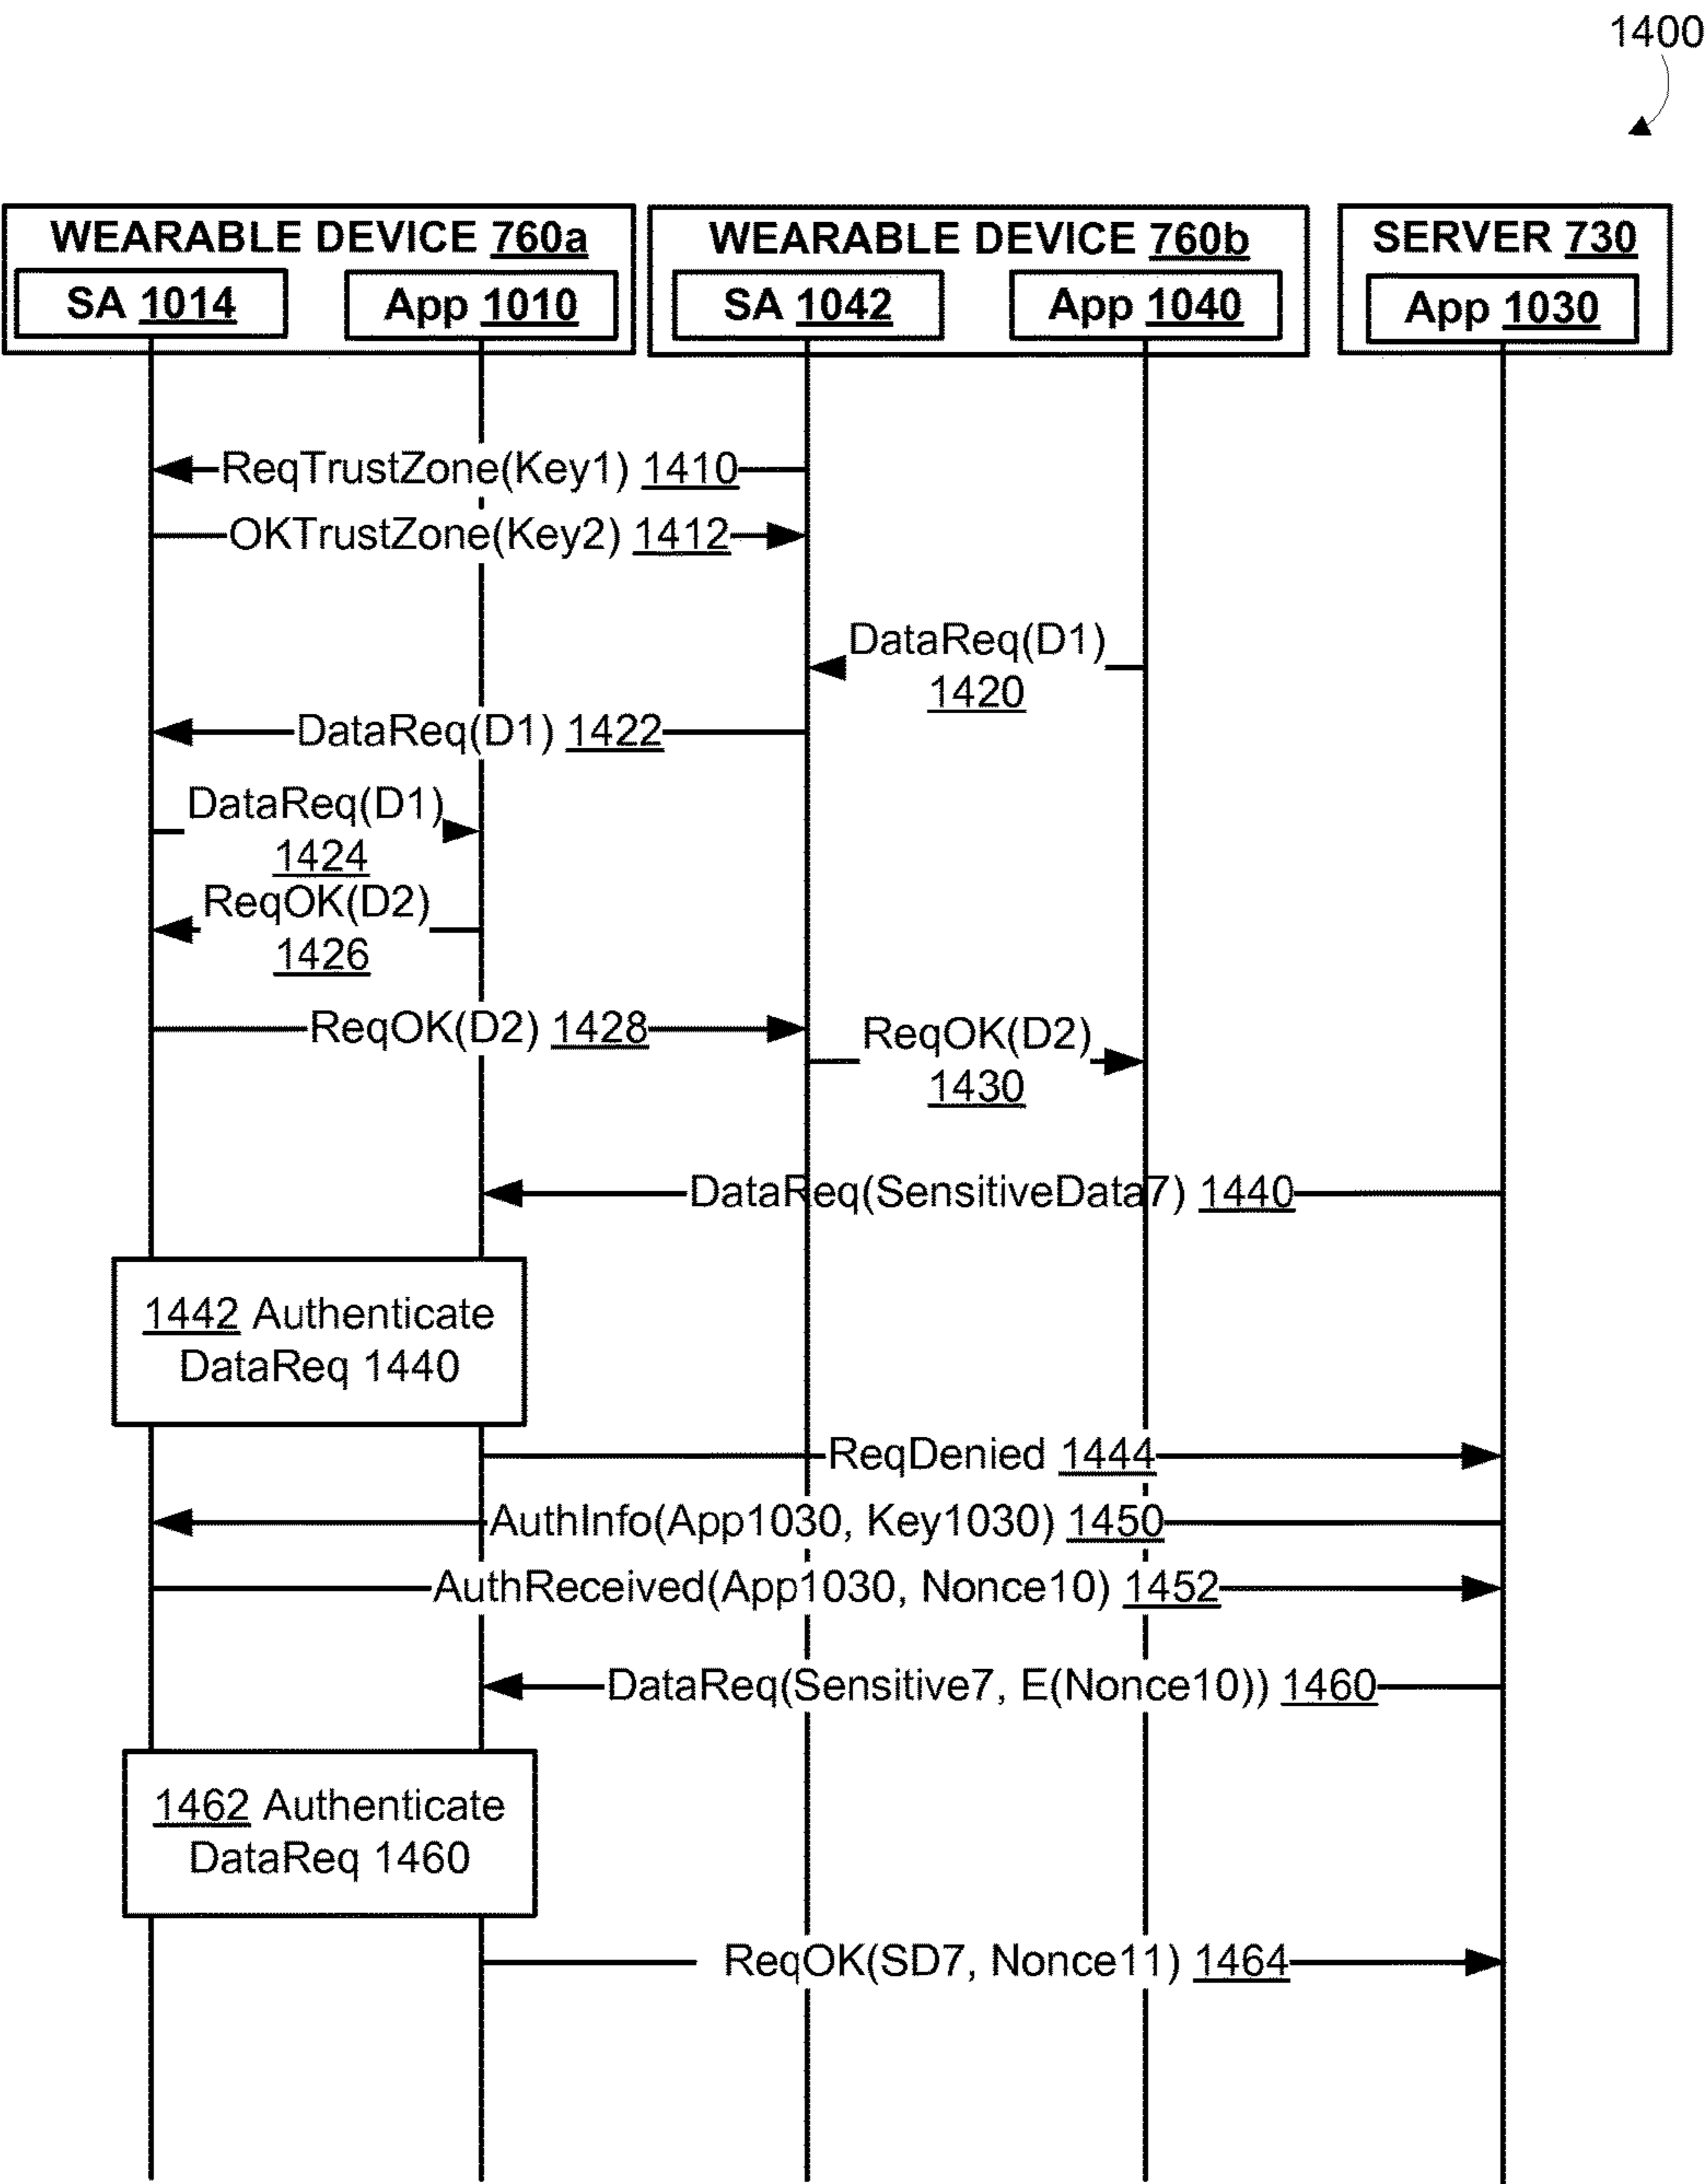 1400
WEARABLE DEVICE 760a
WEARABLE DEVICE 760b
SERVER 730
SA 1014
App 1010
SA 1042
App 1040
App 1030
ReqTrustZone(Key1) 1410
OKTrustZone(Key2) 1412
DataReq(D1)
1420
DataReq(D1) 1422
DataReq(D1)
1424
ReqOK(D2)
1426
ReqOK(D2) 1428
ReqOK(D2)
1430
DataReq(SensitiveData7) 1440
1442 Authenticate
DataReq 1440
ReqDenied 1444
AuthInfo(App1030, Key1030) 1450
AuthReceived(App1030, Nonce10) 1452
DataReq(Sensitive7, E(Nonce10)) 1460
1462 Authenticate
DataReq 1460
ReqOK(SD7, Nonce11) 1464